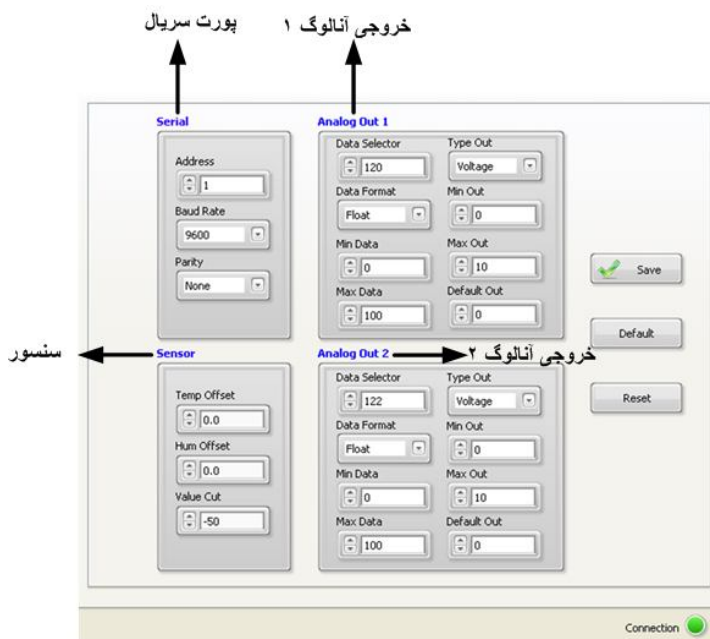 پورت سریال
خروجی آنالوگ ۱
Serial
Address
1
Baud Rate
9600
Parity
None
Analog Out 1
Data Selector
Type Out
120
Voltage
Data Format
Min Out
Float
0
Min Data
Max Out
0
10
Max Data
Default Out
100
0
Save
Default
Reset
سنسور
Sensor
Temp Offset
0.0
Hum Offset
0.0
Value Cut
-50
Analog Out 2
خروجی آنالوگ ۲
Data Selector
Type Out
122
Voltage
Data Format
Min Out
Float
0
Min Data
Max Out
0
10
Max Data
Default Out
100
0
Connection